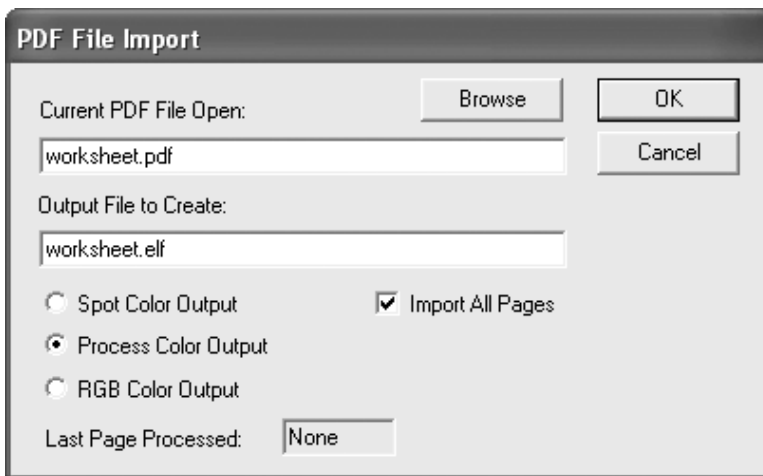 PDF File Import
Current PDF File Open:
Browse
OK
worksheet.pdf
Cancel
Output File to Create:
worksheet.elf
Spot Color Output
Import All Pages
Process Color Output
RGB Color Output
Last Page Processed:
None